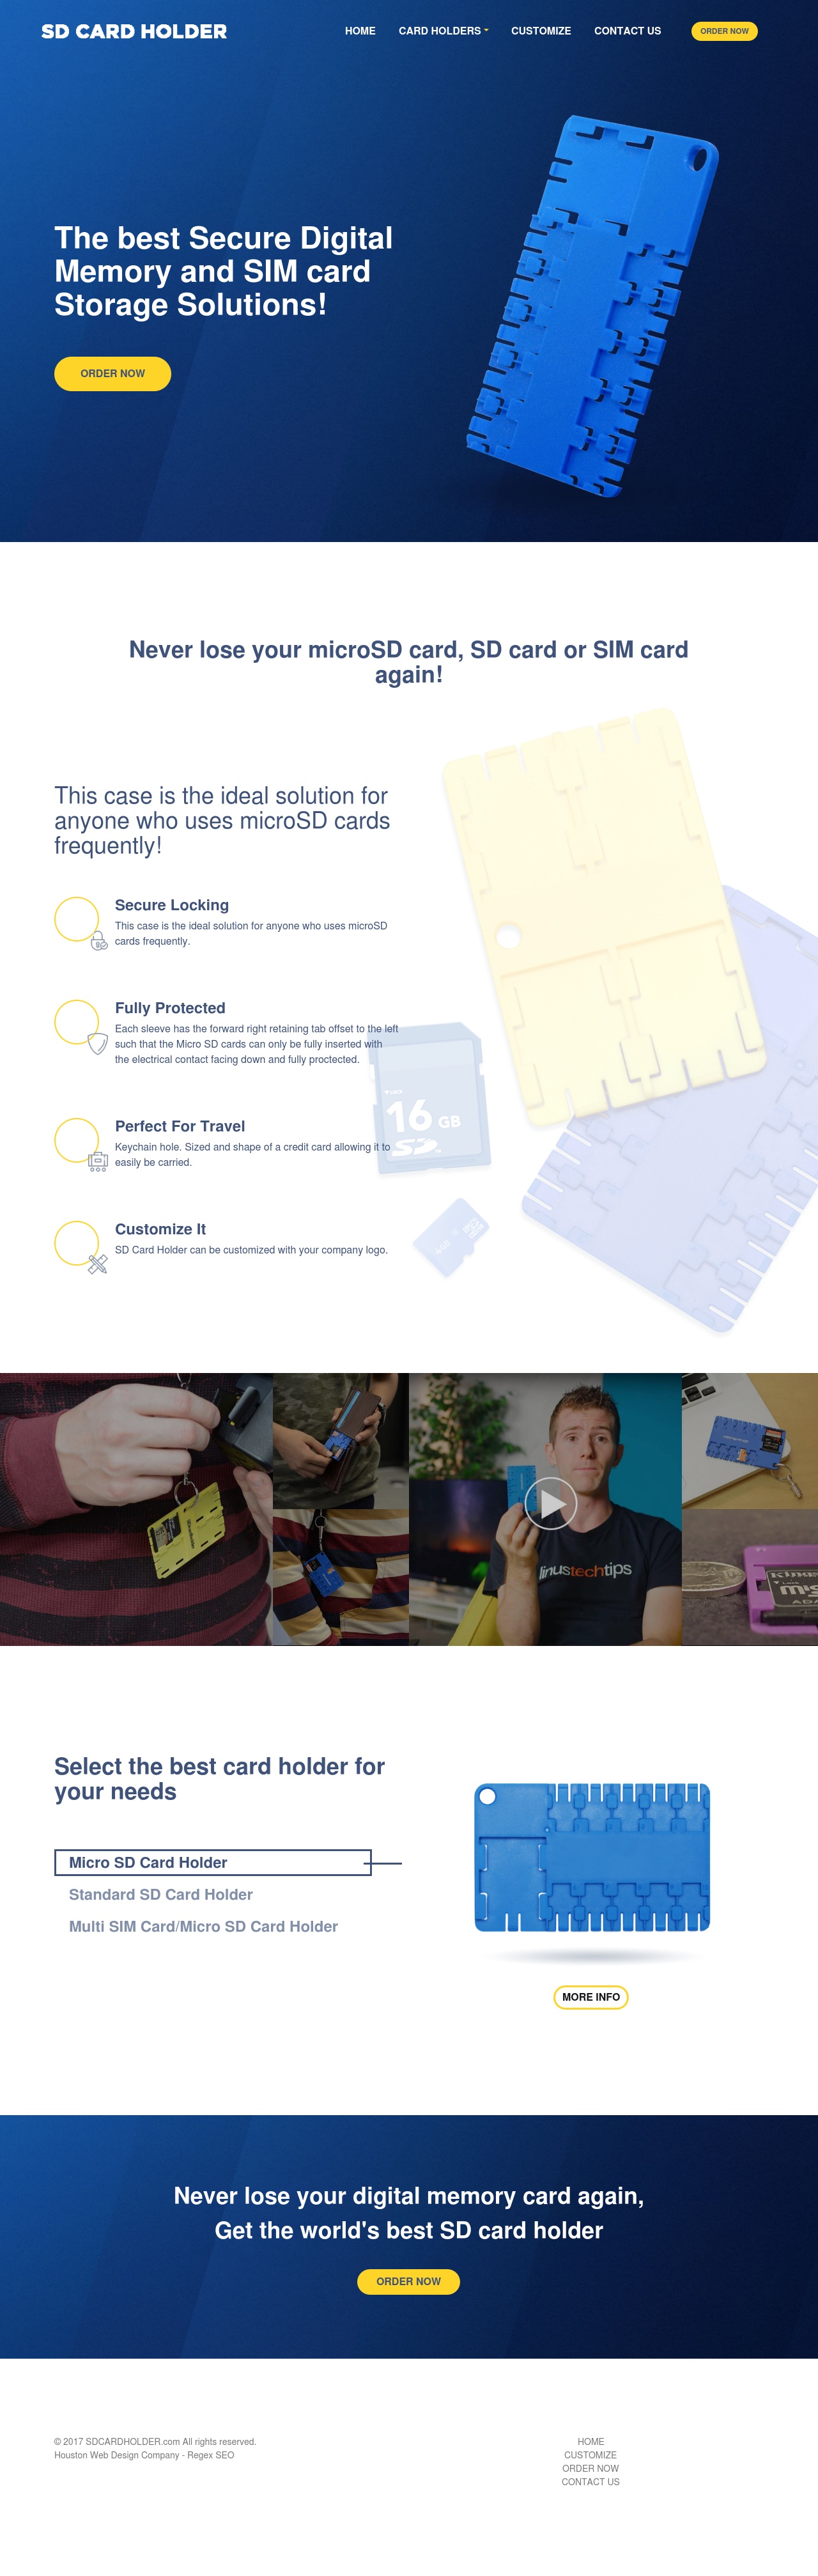 SD CARD HOLDER
HOME CARD HOLDERS CUSTOMIZE CONTACT US ORDER NOW
The best Secure Digital
Memory and SIM card
Storage Solutions!
ORDER NOW
Never lose your microSD card, SD card or SIM card
again!
This case is the ideal solution for
anyone who uses microSD cards
frequently!
Secure Locking
This case is the ideal solution for anyone who uses microSD
cards frequently.
Fully Protected
Each sleeve has the forward right retaining tab offset to the left
such that the Micro SD cards can only be fully inserted with
the electrical contact facing down and fully proctected.
16 GB
SD
Perfect For Travel
Keychain hole. Sized and shape of a credit card allowing it to
easily be carried.
Customize It
SD Card Holder can be customized with your company logo.
linustechtips
Select the best card holder for
your needs
Micro SD Card Holder
Standard SD Card Holder
Multi SIM Card/Micro SD Card Holder
MORE INFO
Never lose your digital memory card again,
Get the world's best SD card holder
ORDER NOW
© 2017 SDCARDHOLDER.com All rights reserved.
Houston Web Design Company - Regex SEO
HOME
CUSTOMIZE
ORDER NOW
CONTACT US